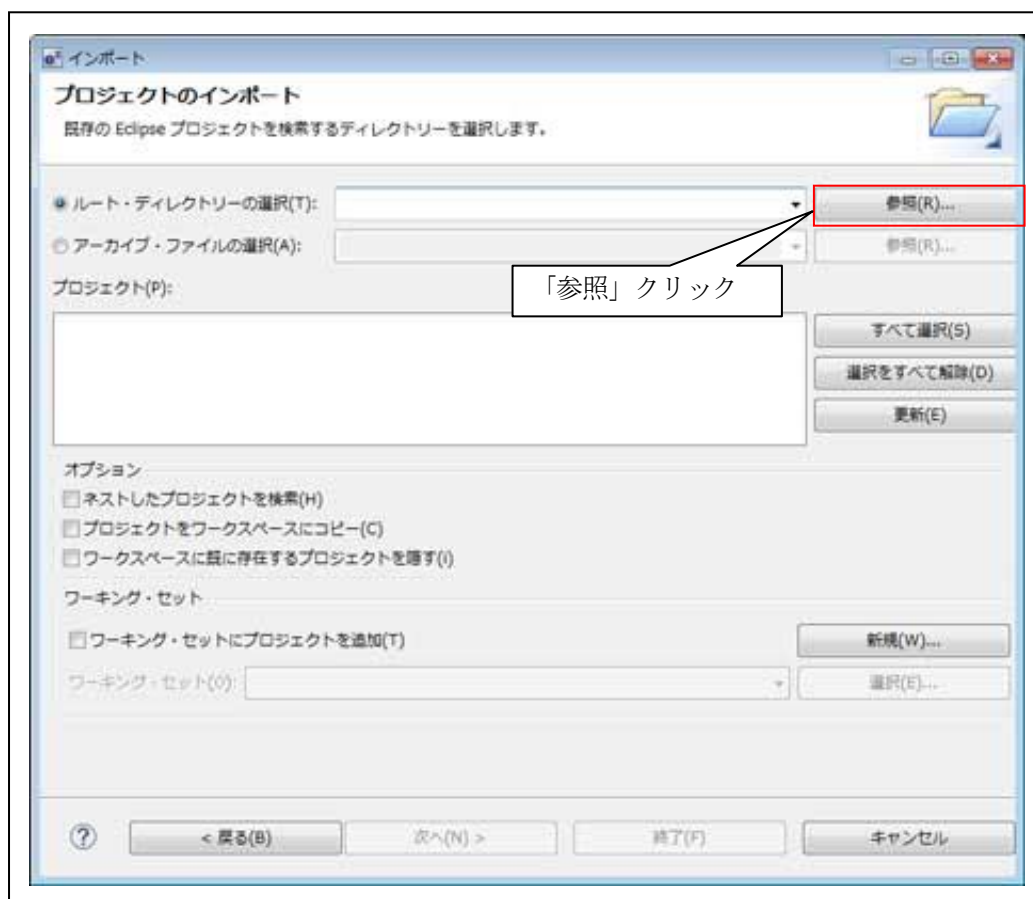 インポート
プロジェクトのインポート
既存の Eclipse プロジェクトを検索するディレクトリーを選択します。
ルート・ディレクトリーの選択(T):
参照(R)...
アーカイブ・ファイルの選択(A):
参照(R)...
「参照」クリック
プロジェクト(P):
すべて選択(S)
選択をすべて解除(D)
更新(E)
オプション
ネストしたプロジェクトを検索(H)
プロジェクトをワークスペースにコピー(C)
ワークスペースに既に存在するプロジェクトを隠す(i)
ワーキング・セット
ワーキング・セットにプロジェクトを追加(T)
新規(W)...
ワーキング・セット(O):
選択(E)...
?
< 戻る(B)
次へ(N) >
終了(F)
キャンセル